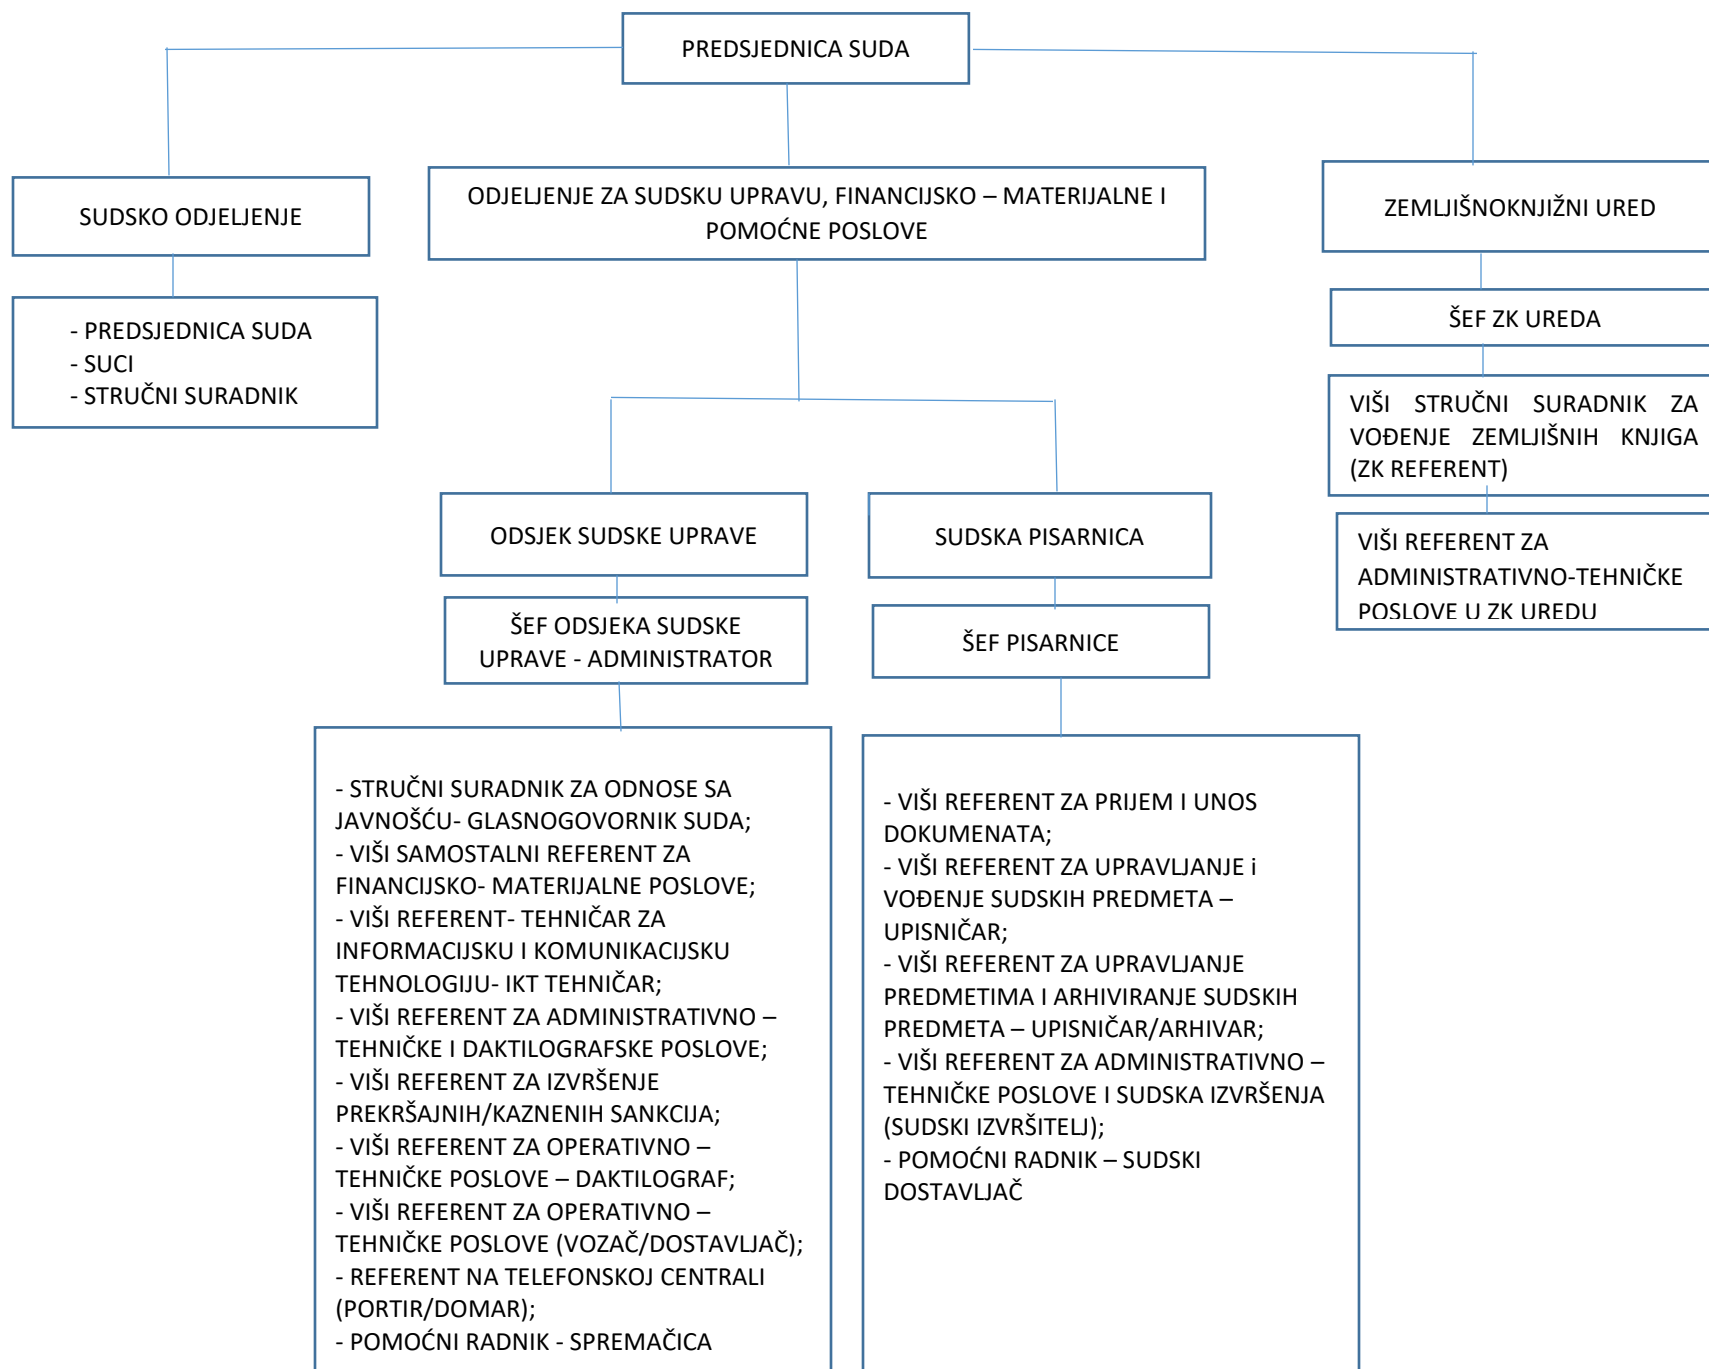 PREDSJEDNICA SUDA
SUDSKO ODJELJENJE
- PREDSJEDNICA SUDA
- SUCI
- STRUČNI SURADNIK
ODJELJENJE ZA SUDSKU UPRAVU, FINANCIJSKO – MATERIJALNE I
POMOĆNE POSLOVE
ZEMLJIŠNOKNJIŽNI URED
ŠEF ZK UREDA
VIŠI STRUČNI SURADNIK ZA
VOĐENJE ZEMLJIŠNIH KNJIGA
(ZK REFERENT)
VIŠI REFERENT ZA
ADMINISTRATIVNO-TEHNIČKE
POSLOVE U ZK UREDU
ODSJEK SUDSKE UPRAVE
ŠEF ODSJEKA SUDSKE
UPRAVE - ADMINISTRATOR
- STRUČNI SURADNIK ZA ODNOSE SA
JAVNOŠĆU- GLASNOGOVORNIK SUDA;
- VIŠI SAMOSTALNI REFERENT ZA
FINANCIJSKO- MATERIJALNE POSLOVE;
- VIŠI REFERENT- TEHNIČAR ZA
INFORMACIJSKU I KOMUNIKACIJSKU
TEHNOLOGIJU- IKT TEHNIČAR;
- VIŠI REFERENT ZA ADMINISTRATIVNO –
TEHNIČKE I DAKTILOGRAFSKE POSLOVE;
- VIŠI REFERENT ZA IZVRŠENJE
PREKRŠAJNIH/KAZNENIH SANKCIJA;
- VIŠI REFERENT ZA OPERATIVNO –
TEHNIČKE POSLOVE – DAKTILOGRAF;
- VIŠI REFERENT ZA OPERATIVNO –
TEHNIČKE POSLOVE (VOZAČ/DOSTAVLJAČ);
- REFERENT NA TELEFONSKOJ CENTRALI
(PORTIR/DOMAR);
- POMOĆNI RADNIK - SPREMAČICA
SUDSKA PISARNICA
ŠEF PISARNICE
- VIŠI REFERENT ZA PRIJEM I UNOS
DOKUMENATA;
- VIŠI REFERENT ZA UPRAVLJANJE i
VOĐENJE SUDSKIH PREDMETA –
UPISNIČAR;
- VIŠI REFERENT ZA UPRAVLJANJE
PREDMETIMA I ARHIVIRANJE SUDSKIH
PREDMETA – UPISNIČAR/ARHIVAR;
- VIŠI REFERENT ZA ADMINISTRATIVNO –
TEHNIČKE POSLOVE I SUDSKA IZVRŠENJA
(SUDSKI IZVRŠITELJ);
- POMOĆNI RADNIK – SUDSKI
DOSTAVLJAČ